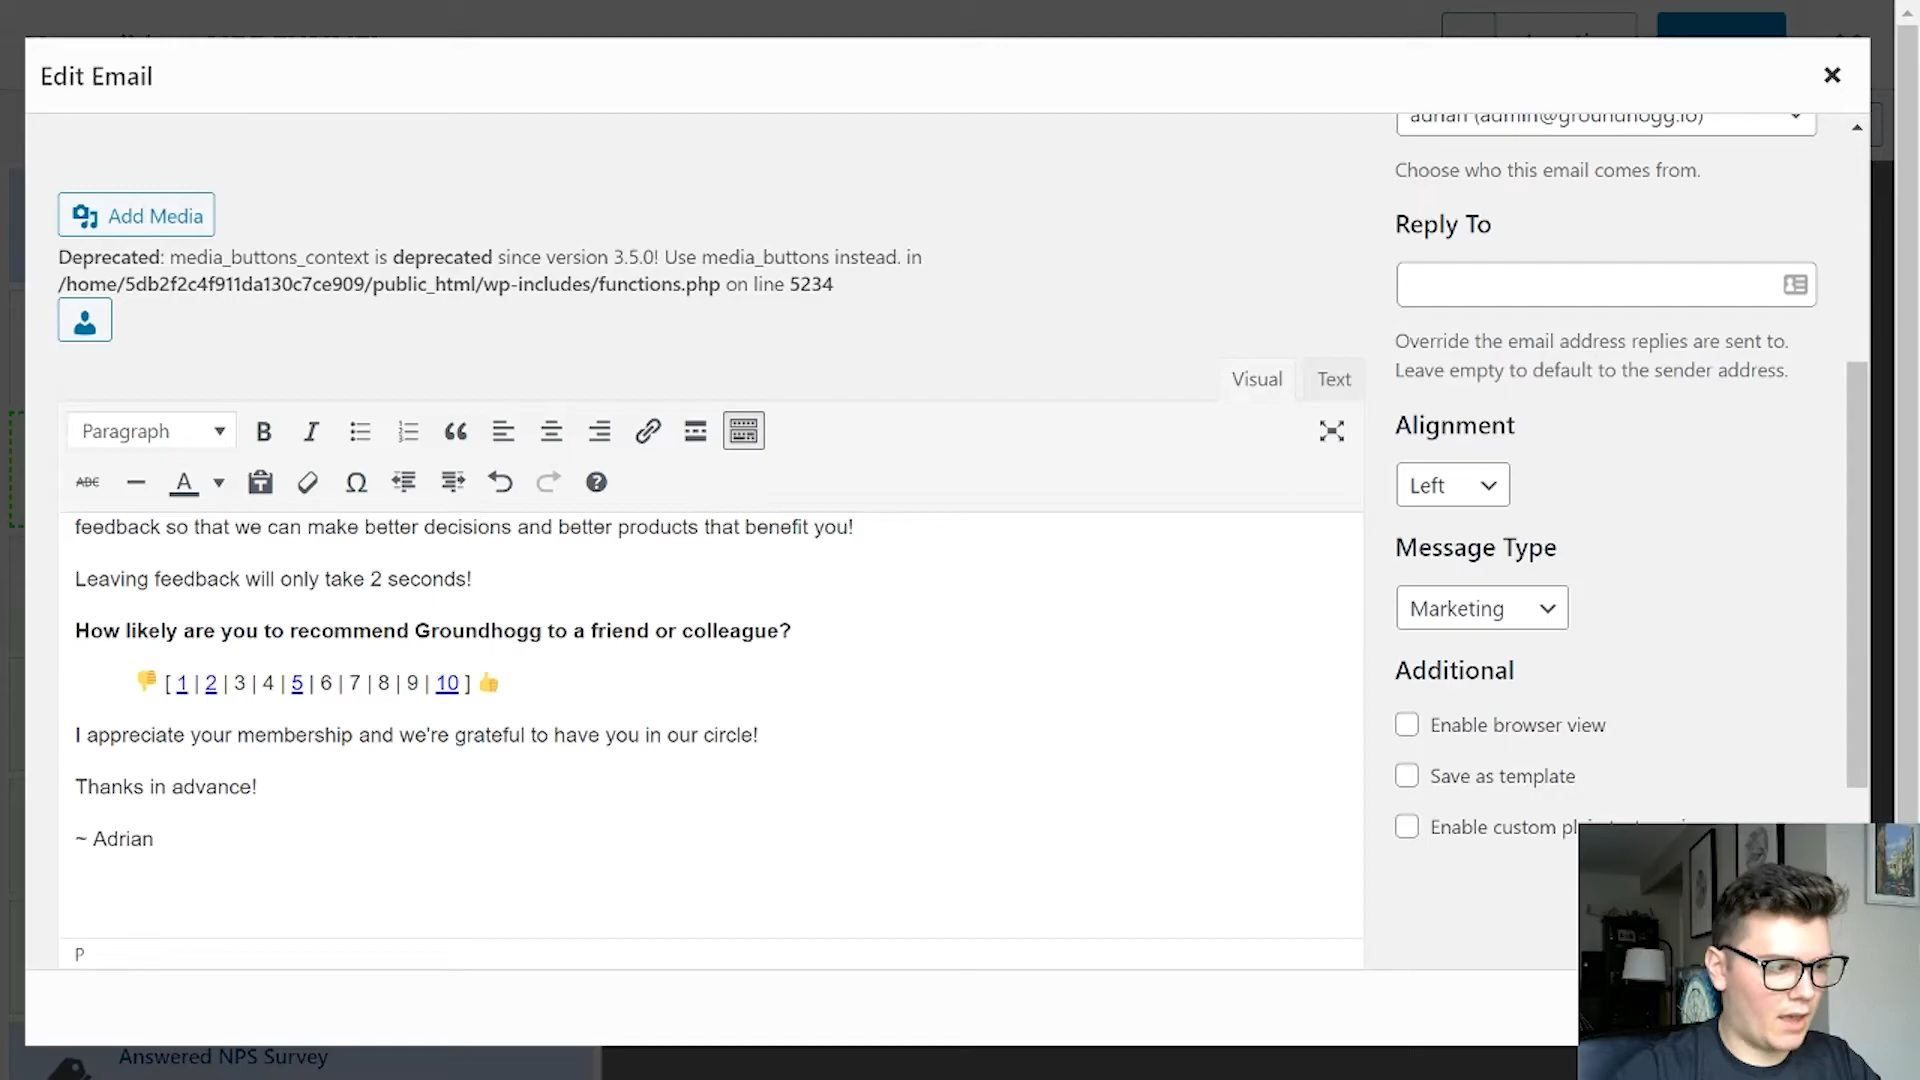 Edit Email
adrian (admin@groundhogg.io)
Choose who this email comes from.
Add Media
Deprecated: media_buttons_context is deprecated since version 3.5.0! Use media_buttons instead. in
/home/5db2f2c4f911da130c7ce909/public_html/wp-includes/functions.php on line 5234
Reply To
Override the email address replies are sent to.
Leave empty to default to the sender address.
Visual Text
Paragraph
ABC
feedback so that we can make better decisions and better products that benefit you!
Leaving feedback will only take 2 seconds!
How likely are you to recommend Groundhogg to a friend or colleague?
👎 [ 1 | 2 | 3 | 4 | 5 | 6 | 7 | 8 | 9 | 10 ] 👍
I appreciate your membership and we're grateful to have you in our circle!
Thanks in advance!
~ Adrian
P
Alignment
Left
Message Type
Marketing
Additional
Enable browser view
Save as template
Enable custom
Answered NPS Survey